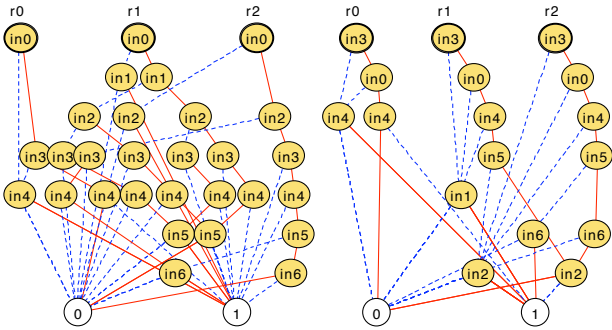 r0 r1 r2 r0 r1 r2
in0 in0 in0 in3 in3 in3
in1 in1 in0 in0 in0
in2 in2 in2 in2 in4 in4 in4 in4
in3 in3 in3 in3 in3 in3 in3 in5 in5
in4 in4 in4 in4 in4 in4 in4 in4 in1
in5 in5 in5 in6 in6
in6 in6 in2 in2
0 1 0 1